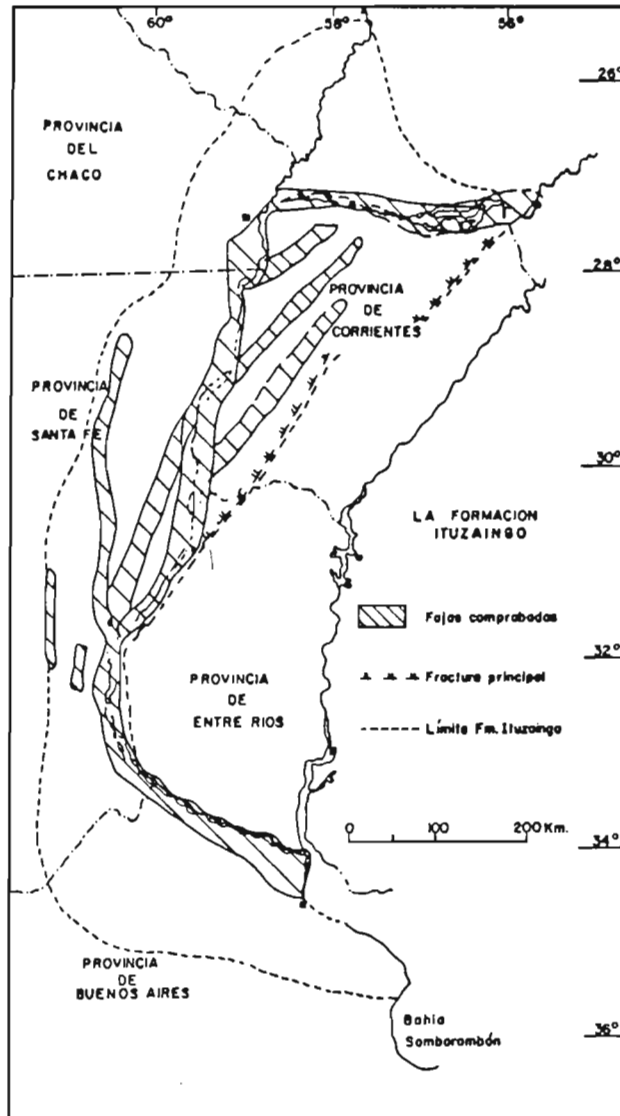 60° 58° 56°
26°
PROVINCIA
DEL
CHACO
28°
PROVINCIA
DE
CORRIENTES
PROVINCIA
DE
SANTA FE
30°
LA FORMACION
ITUZAINGO
Fajas comprobadas
32°
Fractura principal
PROVINCIA
DE
ENTRE RIOS
Límite Fm. Ituzaingo
0 100 200 Km.
34°
PROVINCIA
DE
BUENOS AIRES
Bahía
Samborombón
36°